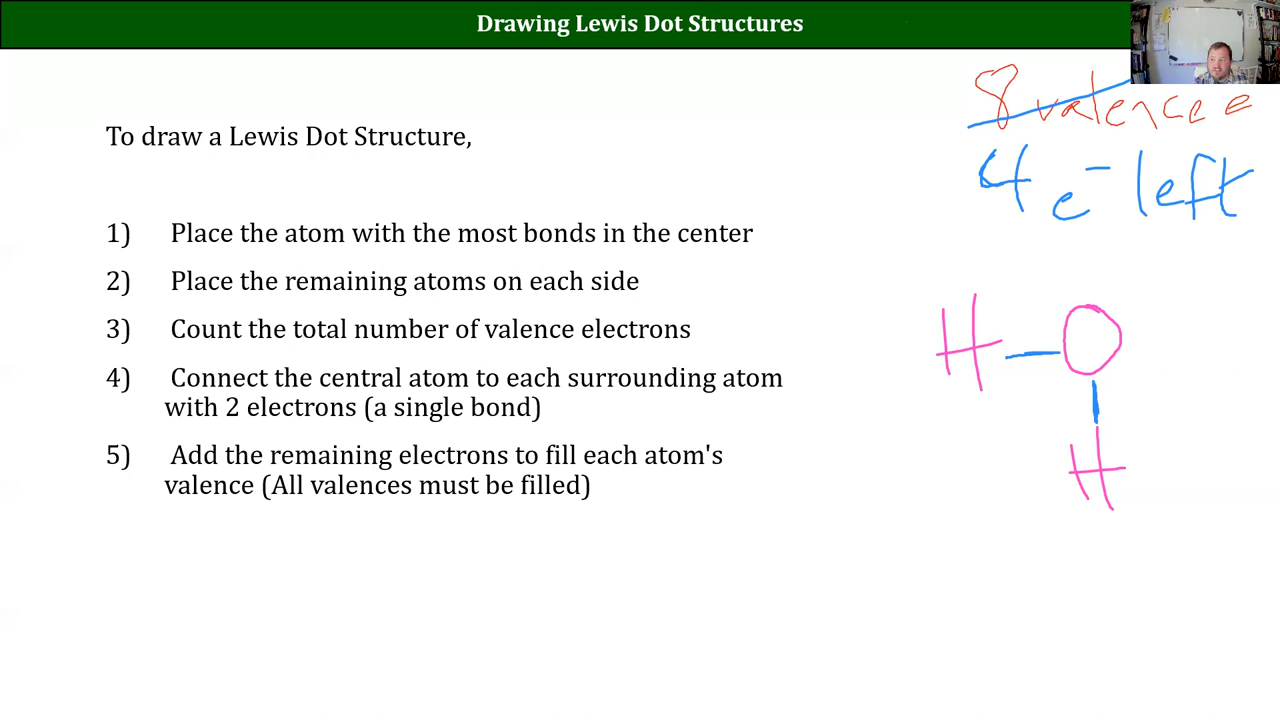 Drawing Lewis Dot Structures
8 valence e
4 e⁻ left
To draw a Lewis Dot Structure,
1) Place the atom with the most bonds in the center
2) Place the remaining atoms on each side
3) Count the total number of valence electrons
4) Connect the central atom to each surrounding atom
with 2 electrons (a single bond)
5) Add the remaining electrons to fill each atom's
valence (All valences must be filled)
H - O
H